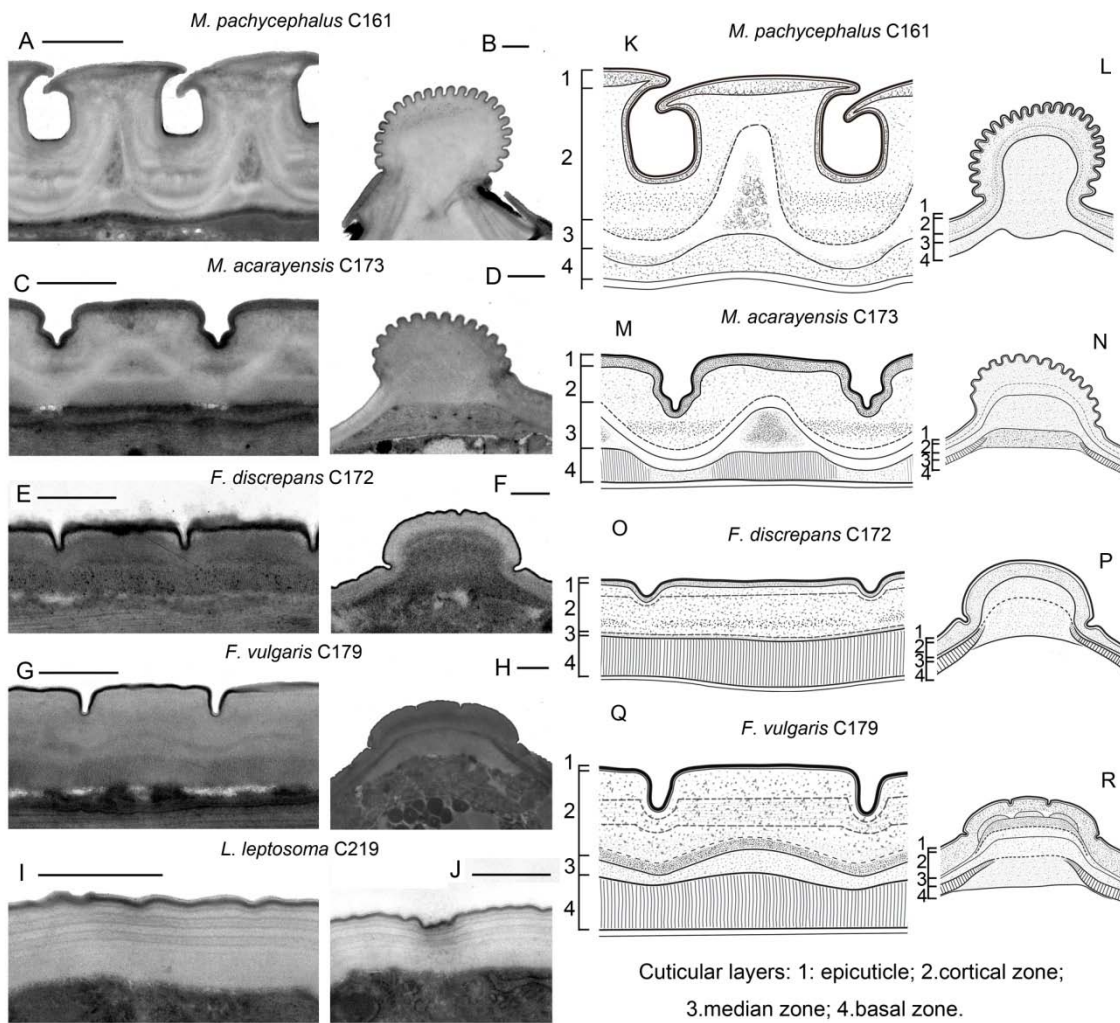 M. pachycephalus C161
A
B
M. acarayensis C173
C
D
F. discrepans C172
E
F
F. vulgaris C179
G
H
L. leptosoma C219
I
J
M. pachycephalus C161
K
L
1
2
3
4
1
2
3
4
M. acarayensis C173
M
N
1
2
3
4
1
2
3
4
O
F. discrepans C172
P
1
2
3
4
1
2
3
4
Q
F. vulgaris C179
R
1
2
3
4
1
2
3
4
Cuticular layers: 1: epicuticle; 2.cortical zone;
3.median zone; 4.basal zone.